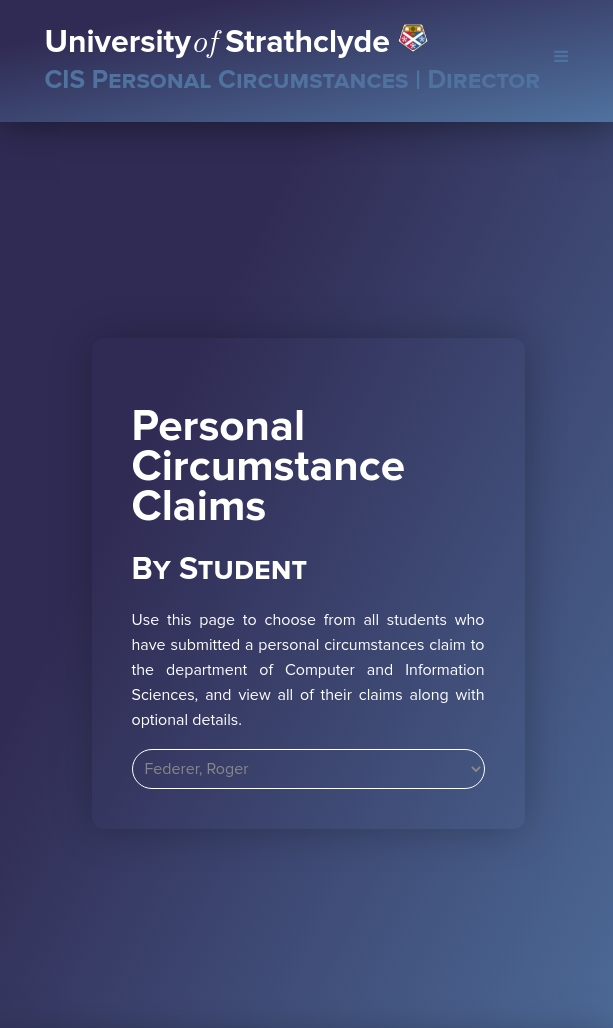 University of Strathclyde
CIS Personal Circumstances | Director
Personal
Circumstance
Claims
By Student
Use this page to choose from all students who
have submitted a personal circumstances claim to
the department of Computer and Information
Sciences, and view all of their claims along with
optional details.
Federer, Roger